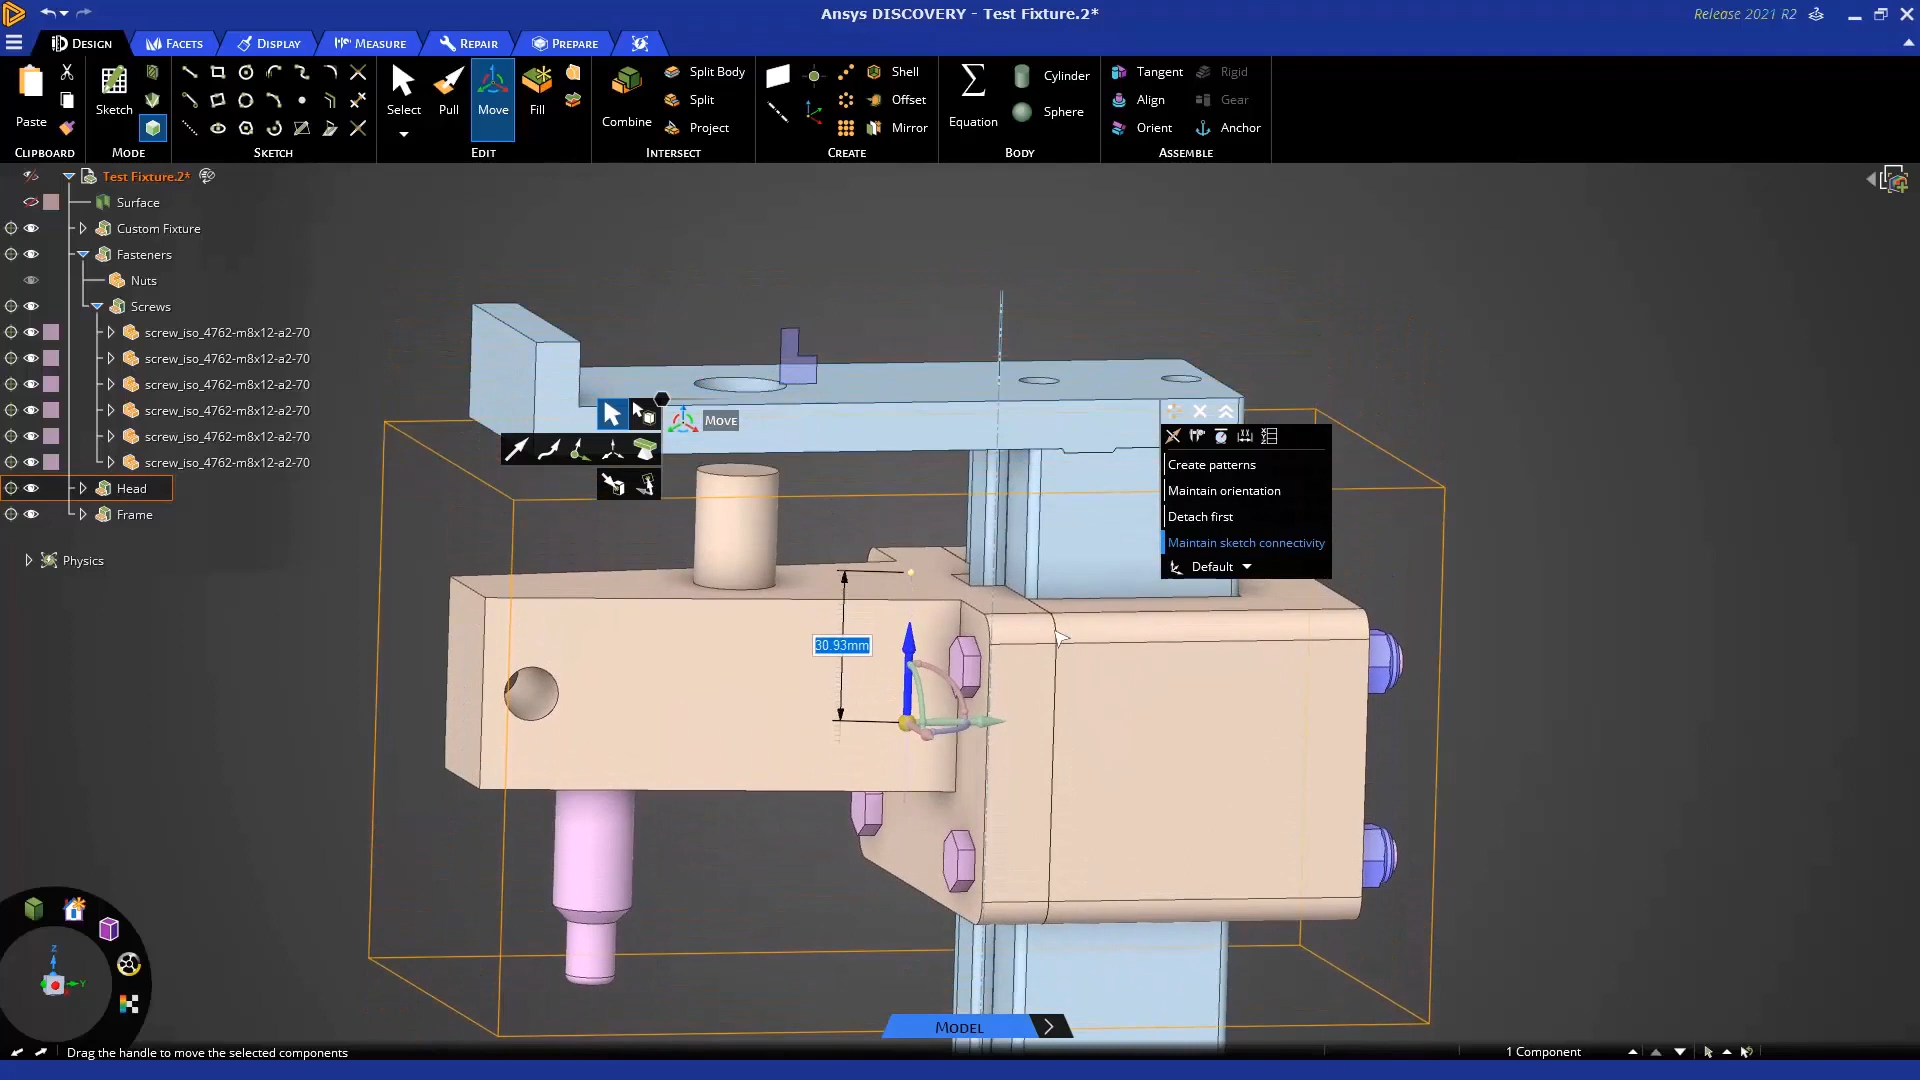 Ansys DISCOVERY - Test Fixture.2*
Release 2021 R2
Design
Facets
Display
Measure
Repair
Prepare
Paste
Sketch
Select
Pull
Move
Fill
Combine
Split Body
Split
Project
Shell
Offset
Mirror
Equation
Cylinder
Sphere
Tangent
Align
Orient
Rigid
Gear
Anchor
Clipboard
Mode
Sketch
Edit
Intersect
Create
Body
Assemble
Test Fixture.2*
Surface
Custom Fixture
Fasteners
Nuts
Screws
screw_iso_4762-m8x12-a2-70
screw_iso_4762-m8x12-a2-70
screw_iso_4762-m8x12-a2-70
screw_iso_4762-m8x12-a2-70
screw_iso_4762-m8x12-a2-70
screw_iso_4762-m8x12-a2-70
Head
Frame
Physics
Move
Create patterns
Maintain orientation
Detach first
Maintain sketch connectivity
Default
30.93mm
Z
Y
Model
Drag the handle to move the selected components
1 Component